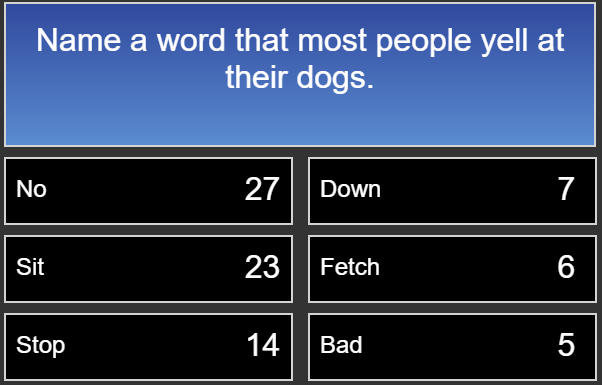 Name a word that most people yell at
their dogs.
No 27
Down 7
Sit 23
Fetch 6
Stop 14
Bad 5